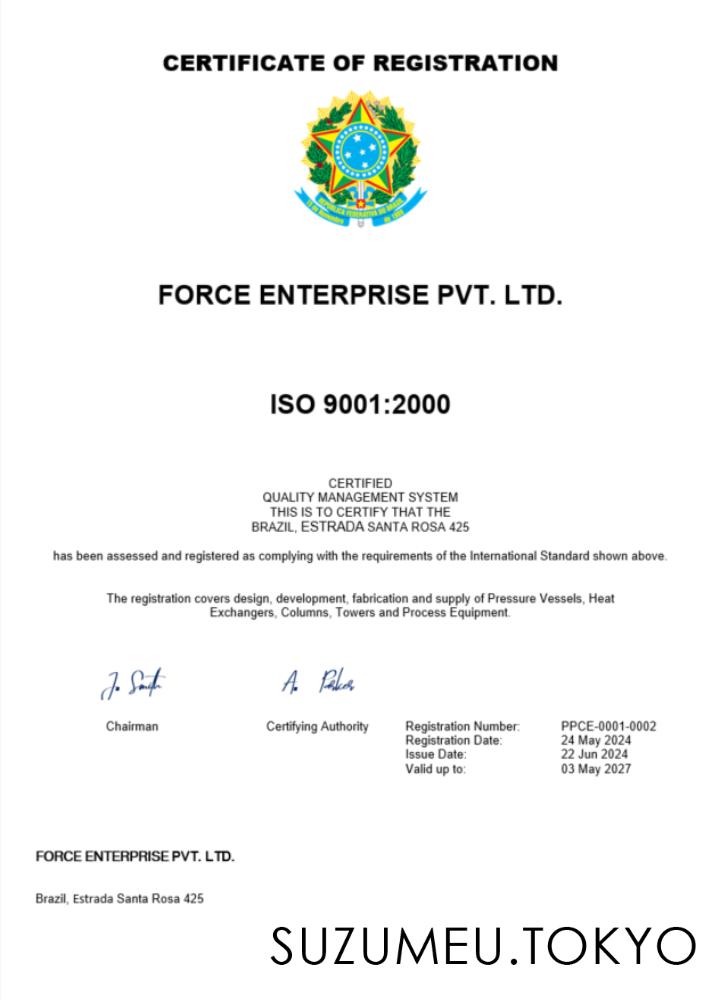 CERTIFICATE OF REGISTRATION
REPÚBLICA FEDERATIVA DO BRASIL
15 de Novembro
de 1889
FORCE ENTERPRISE PVT. LTD.
ISO 9001:2000
CERTIFIED
QUALITY MANAGEMENT SYSTEM
THIS IS TO CERTIFY THAT THE
BRAZIL, ESTRADA SANTA ROSA 425
has been assessed and registered as complying with the requirements of the International Standard shown above.
The registration covers design, development, fabrication and supply of Pressure Vessels, Heat
Exchangers, Columns, Towers and Process Equipment.
J. Smith
A. Parker
Chairman
Certifying Authority
Registration Number: PPCE-0001-0002
Registration Date: 24 May 2024
Issue Date: 22 Jun 2024
Valid up to: 03 May 2027
FORCE ENTERPRISE PVT. LTD.
Brazil, Estrada Santa Rosa 425
SUZUMEU.TOKYO